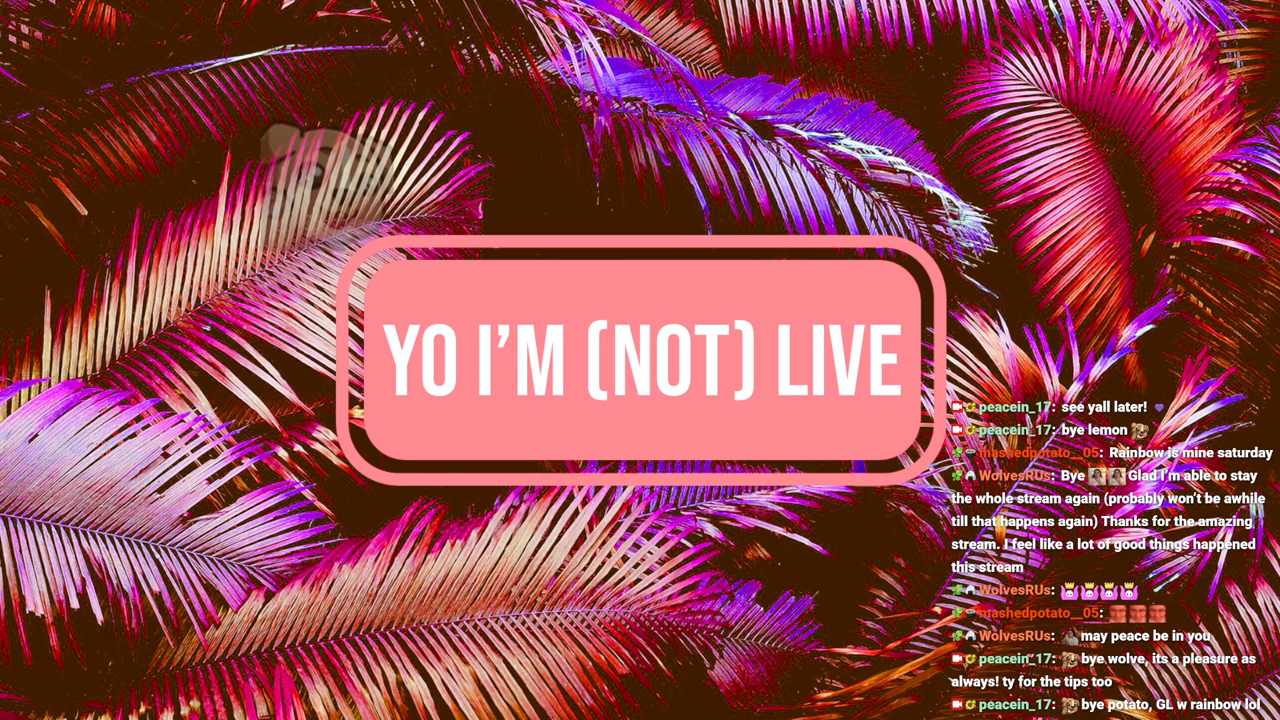 YO I'M (NOT) LIVE
peacein_17: see yall later!
peacein_17: bye lemon
mashedpotato__05: Rainbow is mine saturday
WolvesRUs: Bye Glad I'm able to stay
the whole stream again (probably won't be awhile
till that happens again) Thanks for the amazing
stream. I feel like a lot of good things happened
this stream
WolvesRUs:
mashedpotato__05:
WolvesRUs: may peace be in you
peacein_17: bye wolve, its a pleasure as
always! ty for the tips too
peacein_17: bye potato, GL w rainbow lol